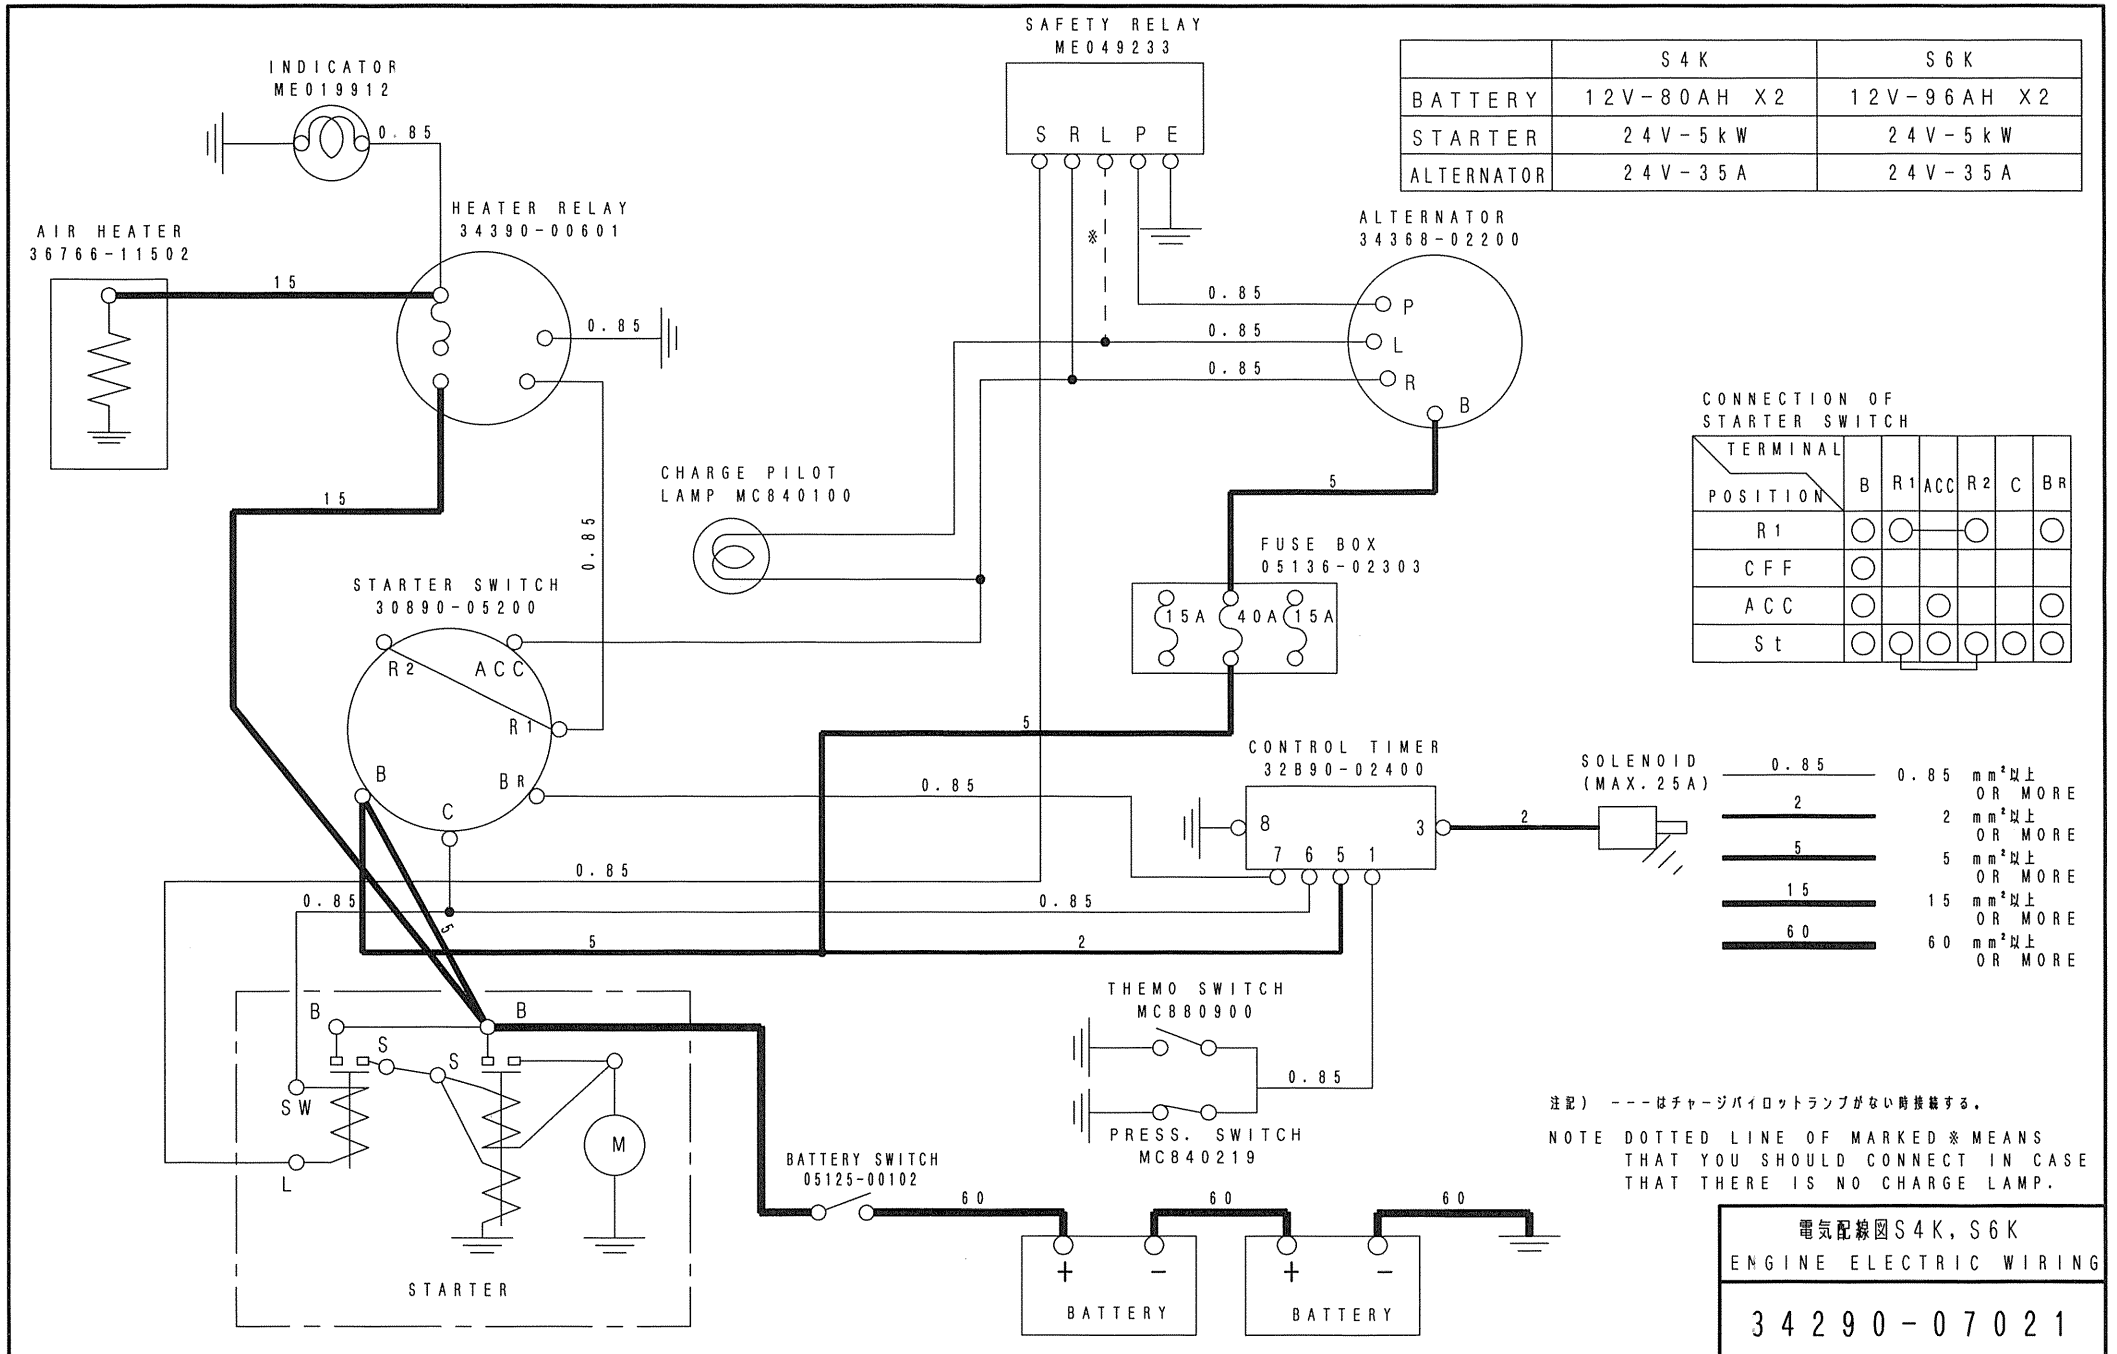 SAFETY RELAY
ME049233
S R L P E
INDICATOR
ME019912
0.85
S4K S6K
BATTERY 12V-80AH X2 12V-96AH X2
STARTER 24V-5kW 24V-5kW
ALTERNATOR 24V-35A 24V-35A
HEATER RELAY
34390-00601
AIR HEATER
36766-11502
15
0.85
15
0.85
※
ALTERNATOR
34368-02200
0.85
P
0.85
L
0.85
R
B
5
CHARGE PILOT
LAMP MC840100
FUSE BOX
05136-02303
15A 40A 15A
5
CONNECTION OF
STARTER SWITCH
TERMINAL
POSITION B R1 ACC R2 C BR
R1
CFF
ACC
St
STARTER SWITCH
30890-05200
R2 ACC
R1
B BR
C
0.85
0.85
0.85 0.85
5
5 2
CONTROL TIMER
32B90-02400
8 3
7 6 5 1
2
SOLENOID
(MAX.25A)
0.85 0.85 mm²以上
OR MORE
2 2 mm²以上
OR MORE
5 5 mm²以上
OR MORE
15 15 mm²以上
OR MORE
60 60 mm²以上
OR MORE
THEMO SWITCH
MC880900
0.85
PRESS. SWITCH
MC840219
B B
S S
SW
L
M
STARTER
BATTERY SWITCH
05125-00102
60 60 60
+ - + -
BATTERY BATTERY
注記) ---はチャージパイロットランプがない時接続する。
NOTE DOTTED LINE OF MARKED ※ MEANS
THAT YOU SHOULD CONNECT IN CASE
THAT THERE IS NO CHARGE LAMP.
電気配線図S4K,S6K
ENGINE ELECTRIC WIRING
34290-07021